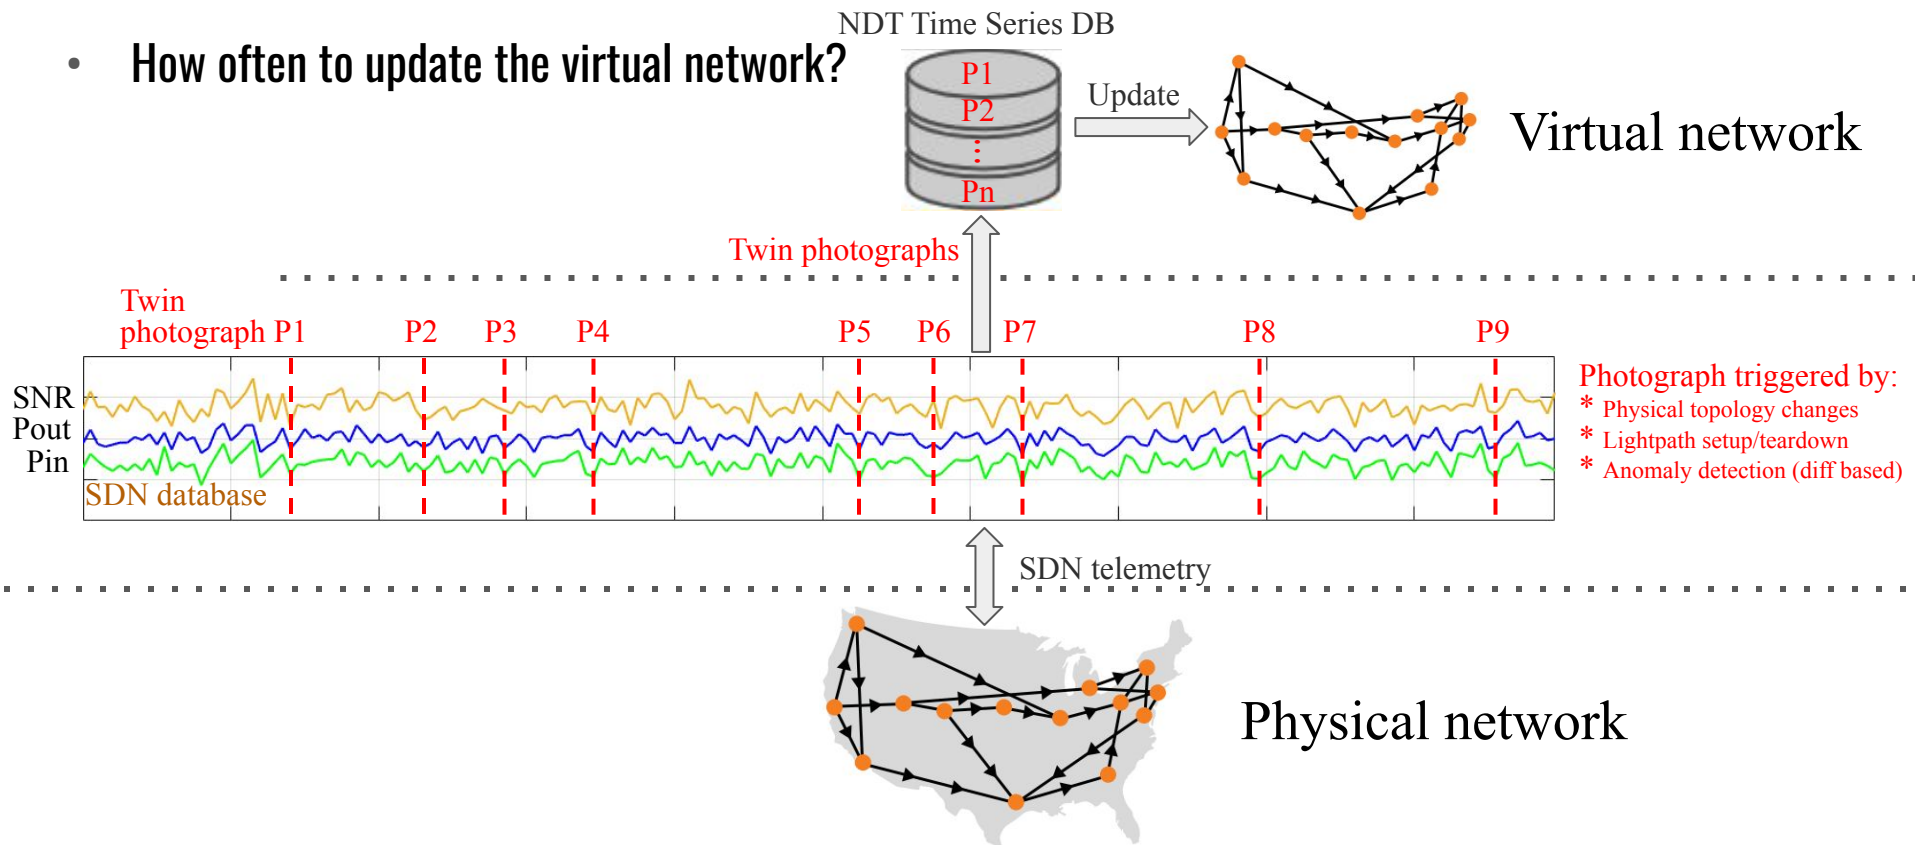 NDT Time Series DB
• How often to update the virtual network?
P1
P2
⋮
Pn
Update
Virtual network
Twin photographs
Twin
photograph P1 P2 P3 P4 P5 P6 P7 P8 P9
SNR
Pout
Pin
SDN database
Photograph triggered by:
* Physical topology changes
* Lightpath setup/teardown
* Anomaly detection (diff based)
SDN telemetry
Physical network